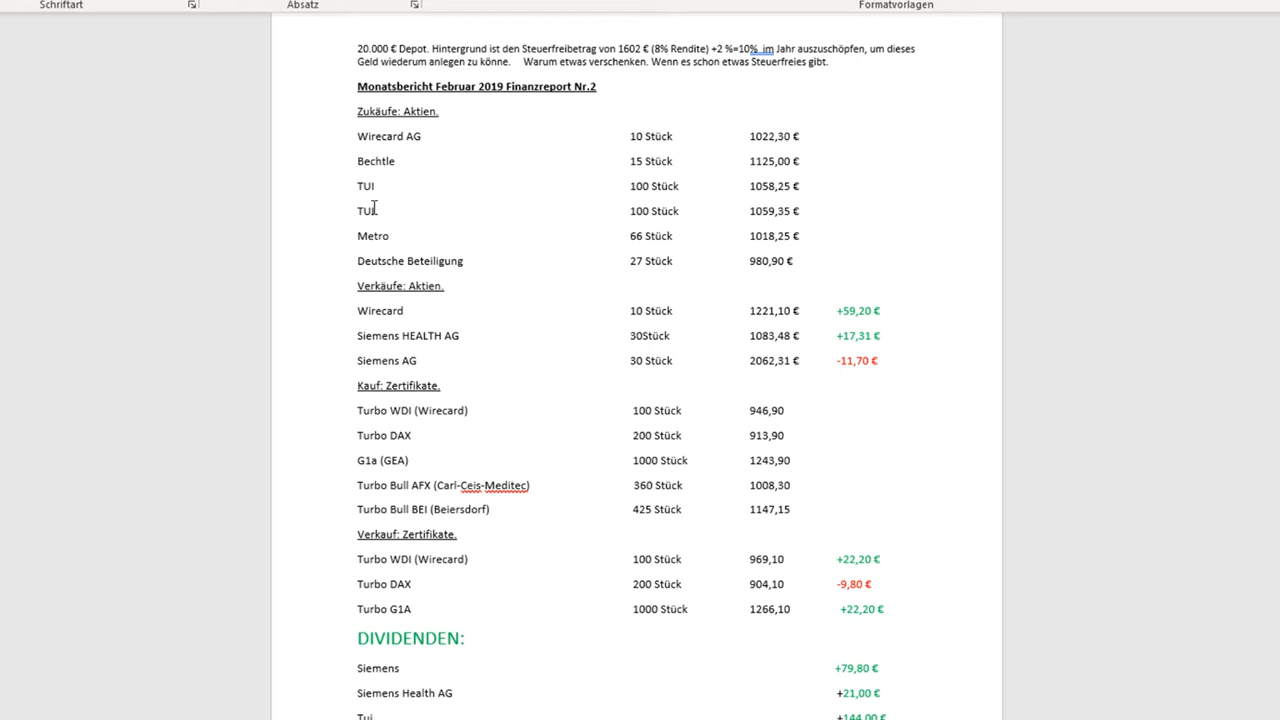 Schriftart Absatz Formatvorlagen
20.000 € Depot. Hintergrund ist den Steuerfreibetrag von 1602 € (8% Rendite) +2 %=10% im Jahr auszuschöpfen, um dieses
Geld wiederum anlegen zu könne. Warum etwas verschenken. Wenn es schon etwas Steuerfreies gibt.
Monatsbericht Februar 2019 Finanzreport Nr.2
Zukäufe: Aktien.
Wirecard AG 10 Stück 1022,30 €
Bechtle 15 Stück 1125,00 €
TUI 100 Stück 1058,25 €
TUI 100 Stück 1059,35 €
Metro 66 Stück 1018,25 €
Deutsche Beteiligung 27 Stück 980,90 €
Verkäufe: Aktien.
Wirecard 10 Stück 1221,10 € +59,20 €
Siemens HEALTH AG 30Stück 1083,48 € +17,31 €
Siemens AG 30 Stück 2062,31 € -11,70 €
Kauf: Zertifikate.
Turbo WDI (Wirecard) 100 Stück 946,90
Turbo DAX 200 Stück 913,90
G1a (GEA) 1000 Stück 1243,90
Turbo Bull AFX (Carl-Ceis-Meditec) 360 Stück 1008,30
Turbo Bull BEI (Beiersdorf) 425 Stück 1147,15
Verkauf: Zertifikate.
Turbo WDI (Wirecard) 100 Stück 969,10 +22,20 €
Turbo DAX 200 Stück 904,10 -9,80 €
Turbo G1A 1000 Stück 1266,10 +22,20 €
DIVIDENDEN:
Siemens +79,80 €
Siemens Health AG +21,00 €
Tui +144,00 €